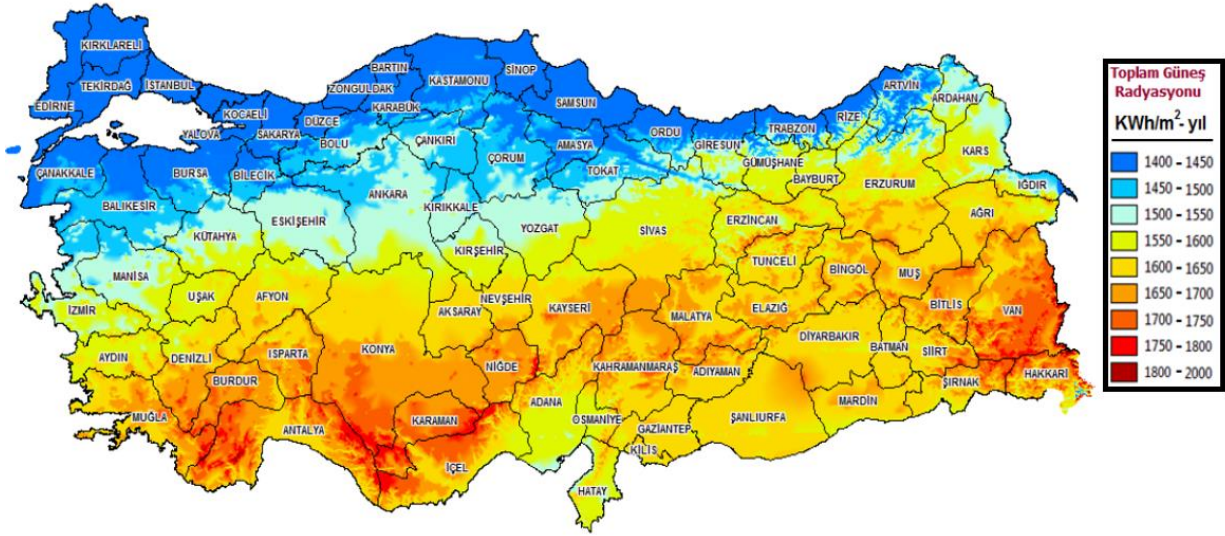 KIRKLARELİ
TEKİRDAĞ
İSTANBUL
EDİRNE
KOCAELİ
YALOVA
SAKARYA
DÜZCE
BOLU
ZONGULDAK
BARTIN
KARABÜK
KASTAMONU
SİNOP
SAMSUN
ÇANKIRI
ÇORUM
AMASYA
TOKAT
ORDU
GİRESUN
TRABZON
RİZE
ARTVİN
ARDAHAN
GÜMÜŞHANE
BAYBURT
ERZURUM
KARS
IĞDIR
AĞRI
ÇANAKKALE
BURSA
BİLECİK
BALIKESİR
KÜTAHYA
ESKİŞEHİR
ANKARA
KIRIKKALE
KIRŞEHİR
YOZGAT
SİVAS
ERZİNCAN
TUNCELİ
BİNGÖL
MUŞ
BİTLİS
VAN
MANİSA
İZMİR
UŞAK
AFYON
AKSARAY
NEVŞEHİR
KAYSERİ
MALATYA
ELAZIĞ
DİYARBAKIR
BATMAN
SİİRT
ŞIRNAK
HAKKARİ
AYDIN
DENİZLİ
ISPARTA
BURDUR
KONYA
NİĞDE
KAHRAMANMARAŞ
ADIYAMAN
MARDİN
ŞANLIURFA
MUĞLA
ANTALYA
KARAMAN
İÇEL
ADANA
OSMANİYE
GAZİANTEP
KİLİS
HATAY
Toplam Güneş
Radyasyonu
KWh/m²- yıl
1400 - 1450
1450 - 1500
1500 - 1550
1550 - 1600
1600 - 1650
1650 - 1700
1700 - 1750
1750 - 1800
1800 - 2000